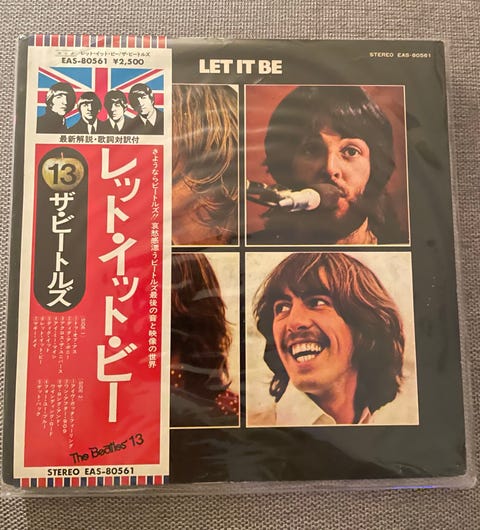 レット・イット・ビー/ザ・ビートルズ
EAS-80561 ¥2,500
最新解説・歌詞対訳付
13
ザ・ビートルズ
レット・イット・ビー
さようならビートルズ!! 哀愁感漂うビートルズ最後の音と映像の世界
The Beatles 13
STEREO EAS-80561
LET IT BE
STEREO EAS-80561